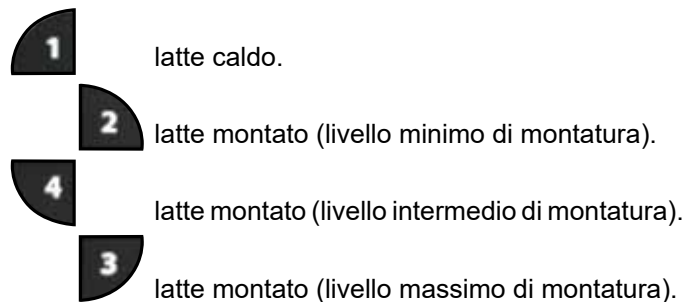 1 latte caldo.
2 latte montato (livello minimo di montatura).
4 latte montato (livello intermedio di montatura).
3 latte montato (livello massimo di montatura).